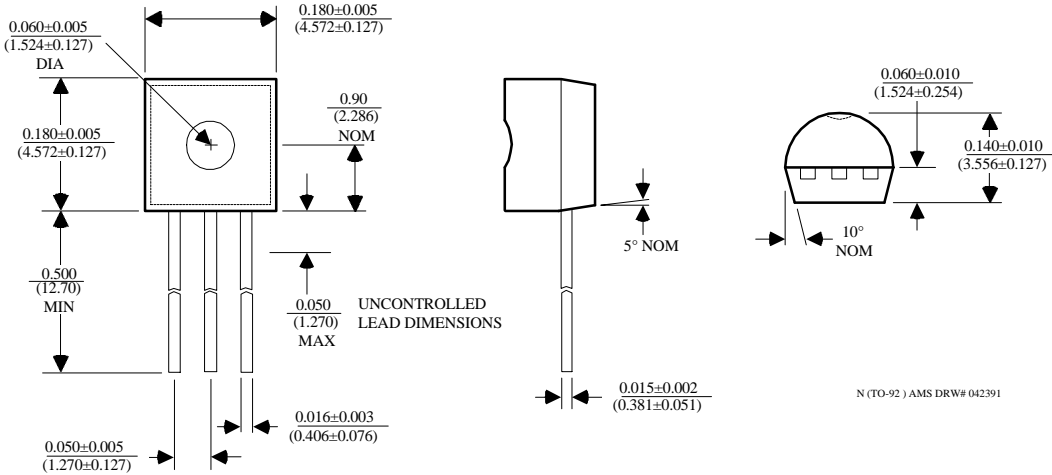 0.060±0.005
(1.524±0.127)
DIA
0.180±0.005
(4.572±0.127)
0.180±0.005
(4.572±0.127)
0.90
(2.286)
NOM
0.500
(12.70)
MIN
0.050
(1.270)
MAX
UNCONTROLLED
LEAD DIMENSIONS
0.016±0.003
(0.406±0.076)
0.050±0.005
(1.270±0.127)
5° NOM
0.015±0.002
(0.381±0.051)
0.060±0.010
(1.524±0.254)
0.140±0.010
(3.556±0.127)
10°
NOM
N (TO-92 ) AMS DRW# 042391